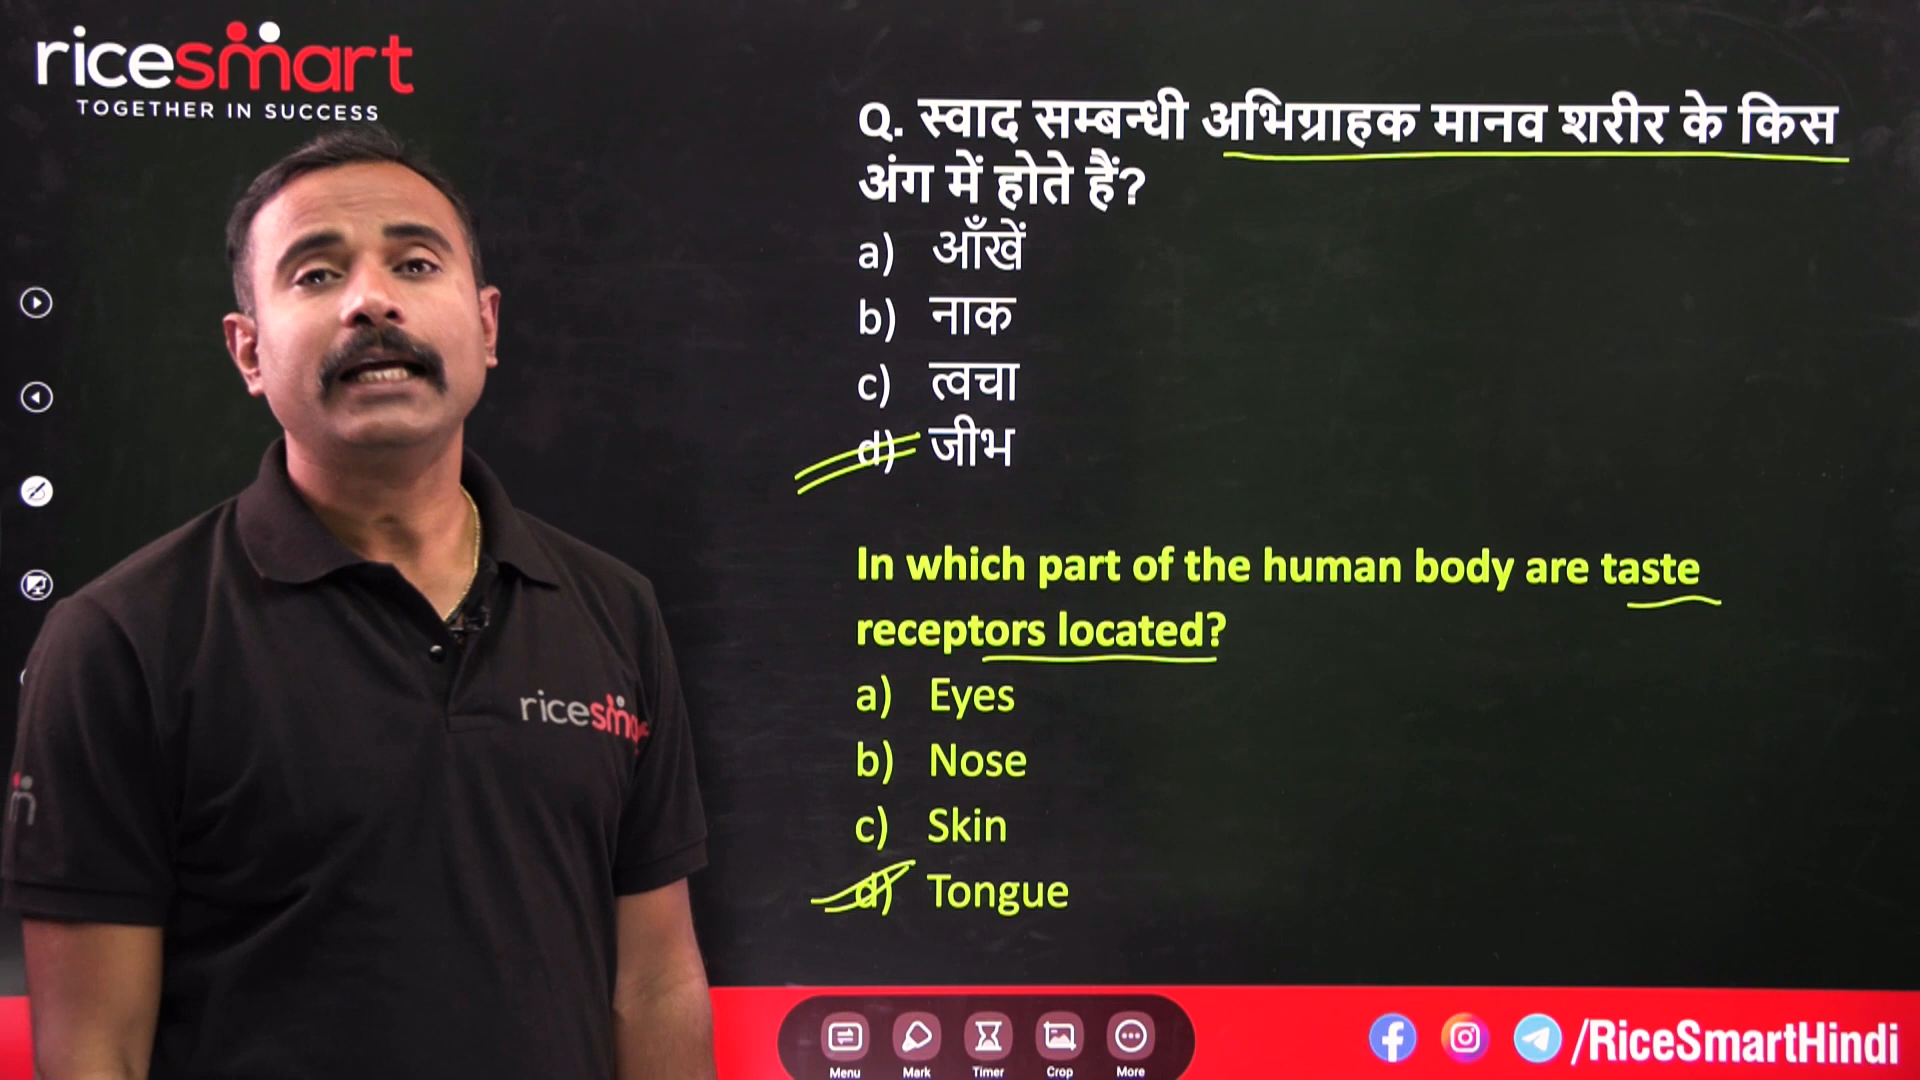 ricesmart
TOGETHER IN SUCCESS
Q. स्वाद सम्बन्धी अभिग्राहक मानव शरीर के किस
अंग में होते हैं?
a) आँखें
b) नाक
c) त्वचा
d) जीभ
In which part of the human body are taste
receptors located?
a) Eyes
b) Nose
c) Skin
d) Tongue
ricesma
Menu Mark Timer Crop More
/RiceSmartHindi